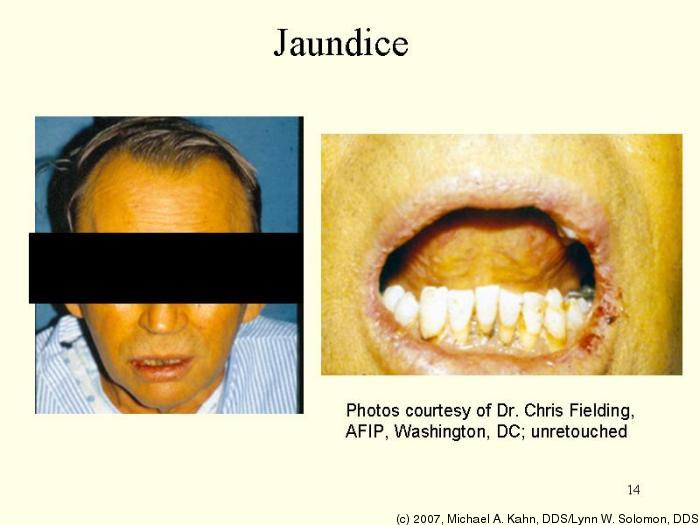 Jaundice
Photos courtesy of Dr. Chris Fielding,
AFIP, Washington, DC; unretouched
14
(c) 2007, Michael A. Kahn, DDS/Lynn W. Solomon, DDS